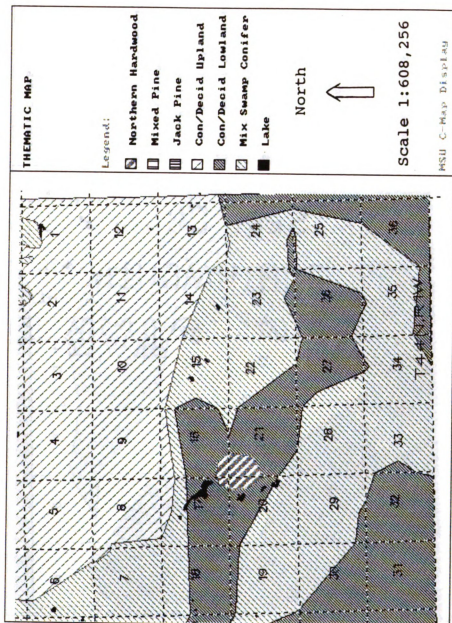 THEMATIC MAP
Legend:
Northern Hardwood
Mixed Pine
Jack Pine
Con/Decid Upland
Con/Decid Lowland
Mix Swamp Conifer
Lake
North
Scale 1:608,256
MSU C-Map Display
6 5 4 3 2 1
7 8 9 10 11 12
18 17 16 15 14 13
19 20 21 22 23 24
30 29 28 27 26 25
31 32 33 34 35 36